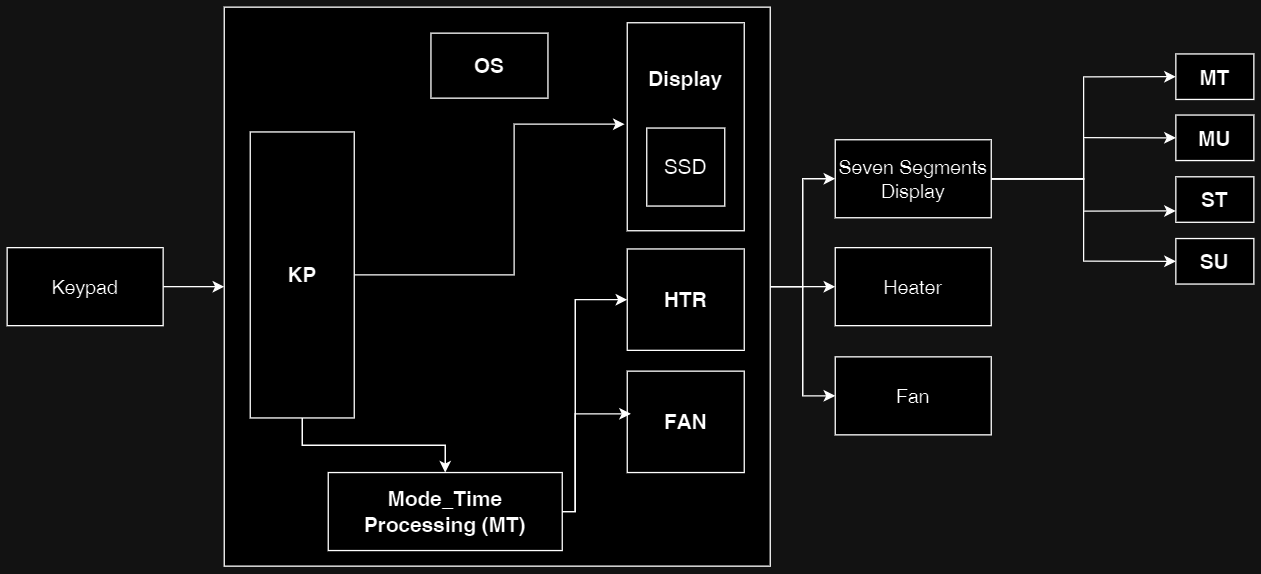 Keypad
OS
KP
Mode_Time
Processing (MT)
Display
SSD
HTR
FAN
Seven Segments
Display
Heater
Fan
MT
MU
ST
SU